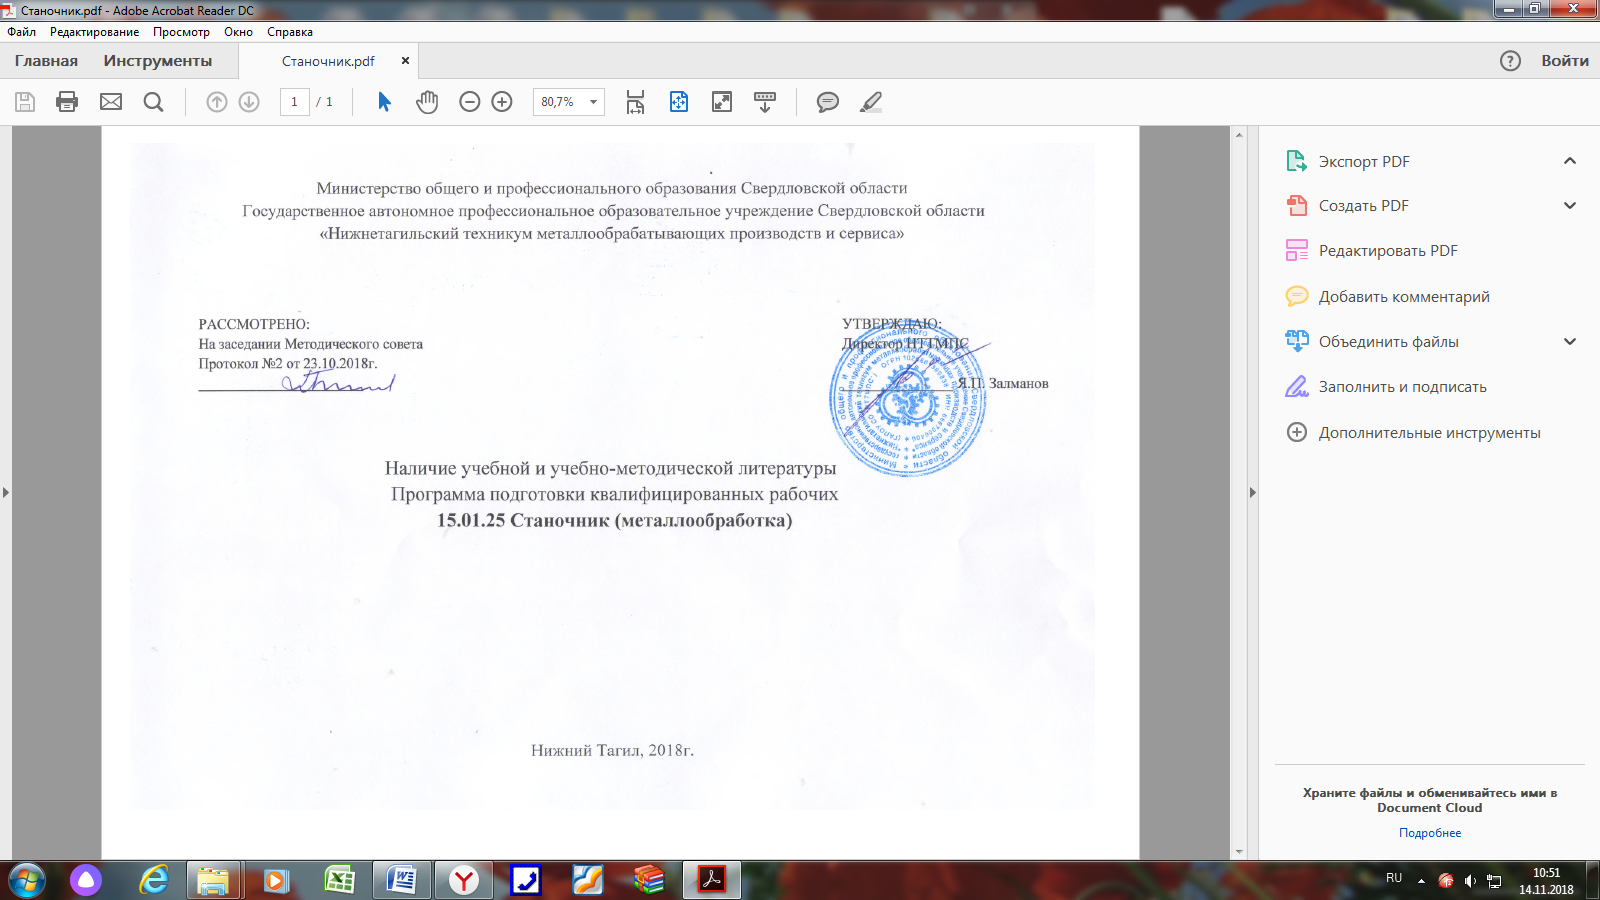 Станочник.pdf - Adobe Acrobat Reader DC
Файл Редактирование Просмотр Окно Справка
Главная Инструменты Станочник.pdf × Войти
1 / 1 80,7%
Министерство общего и профессионального образования Свердловской области
Государственное автономное профессиональное образовательное учреждение Свердловской области
«Нижнетагильский техникум металлообрабатывающих производств и сервиса»
РАССМОТРЕНО:
На заседании Методического совета
Протокол №2 от 23.10.2018г.
УТВЕРЖДАЮ:
Директор НТТМПС
Я.П. Залманов
Наличие учебной и учебно-методической литературы
Программа подготовки квалифицированных рабочих
15.01.25 Станочник (металлообработка)
Нижний Тагил, 2018г.
Экспорт PDF
Создать PDF
Редактировать PDF
Добавить комментарий
Объединить файлы
Заполнить и подписать
Дополнительные инструменты
Храните файлы и обменивайтесь ими в
Document Cloud
Подробнее
RU
10:51
14.11.2018